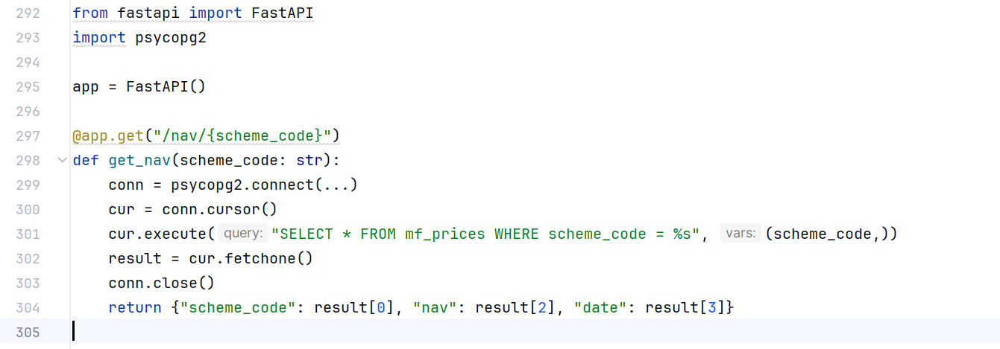 292 from fastapi import FastAPI
293 import psycopg2
294
295 app = FastAPI()
296
297 @app.get("/nav/{scheme_code}")
298 def get_nav(scheme_code: str):
299     conn = psycopg2.connect(...)
300     cur = conn.cursor()
301     cur.execute( query: "SELECT * FROM mf_prices WHERE scheme_code = %s", vars: (scheme_code,))
302     result = cur.fetchone()
303     conn.close()
304     return {"scheme_code": result[0], "nav": result[2], "date": result[3]}
305